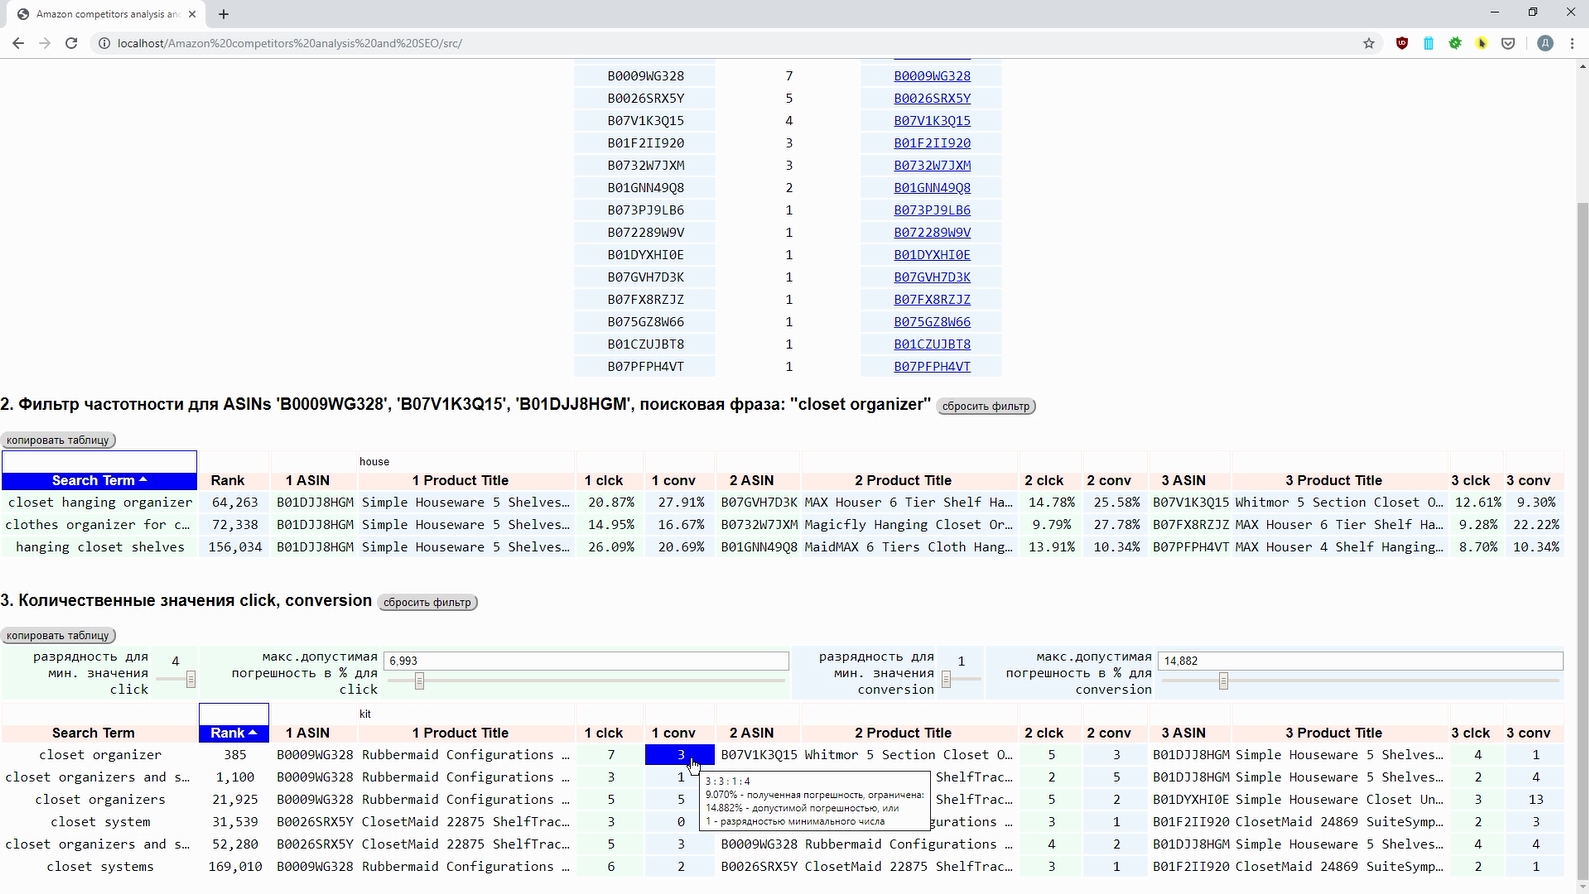 Amazon competitors analysis an
localhost/Amazon%20competitors%20analysis%20and%20SEO/src/
B0009WG328 7 B0009WG328
B0026SRX5Y 5 B0026SRX5Y
B07V1K3Q15 4 B07V1K3Q15
B01F2II920 3 B01F2II920
B0732W7JXM 3 B0732W7JXM
B01GNN49Q8 2 B01GNN49Q8
B073PJ9LB6 1 B073PJ9LB6
B072289W9V 1 B072289W9V
B01DYXHI0E 1 B01DYXHI0E
B07GVH7D3K 1 B07GVH7D3K
B07FX8RZJZ 1 B07FX8RZJZ
B075GZ8W66 1 B075GZ8W66
B01CZUJBT8 1 B01CZUJBT8
B07PFPH4VT 1 B07PFPH4VT
2. Фильтр частотности для ASINs 'B0009WG328', 'B07V1K3Q15', 'B01DJJ8HGM', поисковая фраза: "closet organizer" сбросить фильтр
копировать таблицу
house
Search Term Rank 1 ASIN 1 Product Title 1 clck 1 conv 2 ASIN 2 Product Title 2 clck 2 conv 3 ASIN 3 Product Title 3 clck 3 conv
closet hanging organizer 64,263 B01DJJ8HGM Simple Houseware 5 Shelves… 20.87% 27.91% B07GVH7D3K MAX Houser 6 Tier Shelf Ha… 14.78% 25.58% B07V1K3Q15 Whitmor 5 Section Closet O… 12.61% 9.30%
clothes organizer for c… 72,338 B01DJJ8HGM Simple Houseware 5 Shelves… 14.95% 16.67% B0732W7JXM Magicfly Hanging Closet Or… 9.79% 27.78% B07FX8RZJZ MAX Houser 6 Tier Shelf Ha… 9.28% 22.22%
hanging closet shelves 156,034 B01DJJ8HGM Simple Houseware 5 Shelves… 26.09% 20.69% B01GNN49Q8 MaidMAX 6 Tiers Cloth Hang… 13.91% 10.34% B07PFPH4VT MAX Houser 4 Shelf Hanging… 8.70% 10.34%
3. Количественные значения click, conversion сбросить фильтр
копировать таблицу
разрядность для мин. значения click 4 макс.допустимая погрешность в % для click 6,993 разрядность для мин. значения conversion 1 макс.допустимая погрешность в % для conversion 14,882
kit
Search Term Rank 1 ASIN 1 Product Title 1 clck 1 conv 2 ASIN 2 Product Title 2 clck 2 conv 3 ASIN 3 Product Title 3 clck 3 conv
closet organizer 385 B0009WG328 Rubbermaid Configurations … 7 3 B07V1K3Q15 Whitmor 5 Section Closet O… 5 3 B01DJJ8HGM Simple Houseware 5 Shelves… 4 1
closet organizers and s… 1,100 B0009WG328 Rubbermaid Configurations … 3 1 ShelfTrac… 2 5 B01DJJ8HGM Simple Houseware 5 Shelves… 2 4
closet organizers 21,925 B0009WG328 Rubbermaid Configurations … 5 5 ShelfTrac… 5 2 B01DYXHI0E Simple Houseware Closet Un… 3 13
closet system 31,539 B0026SRX5Y ClosetMaid 22875 ShelfTrac… 3 0 gurations … 3 1 B01F2II920 ClosetMaid 24869 SuiteSymp… 2 3
closet organizers and s… 52,280 B0026SRX5Y ClosetMaid 22875 ShelfTrac… 5 3 B0009WG328 Rubbermaid Configurations … 4 2 B01DJJ8HGM Simple Houseware 5 Shelves… 4 4
closet systems 169,010 B0009WG328 Rubbermaid Configurations … 6 2 B0026SRX5Y ClosetMaid 22875 ShelfTrac… 3 1 B01F2II920 ClosetMaid 24869 SuiteSymp… 2 1
3 : 3 : 1 : 4
9.070% - полученная погрешность, ограничена:
14.882% - допустимой погрешностью, или
1 - разрядностью минимального числа